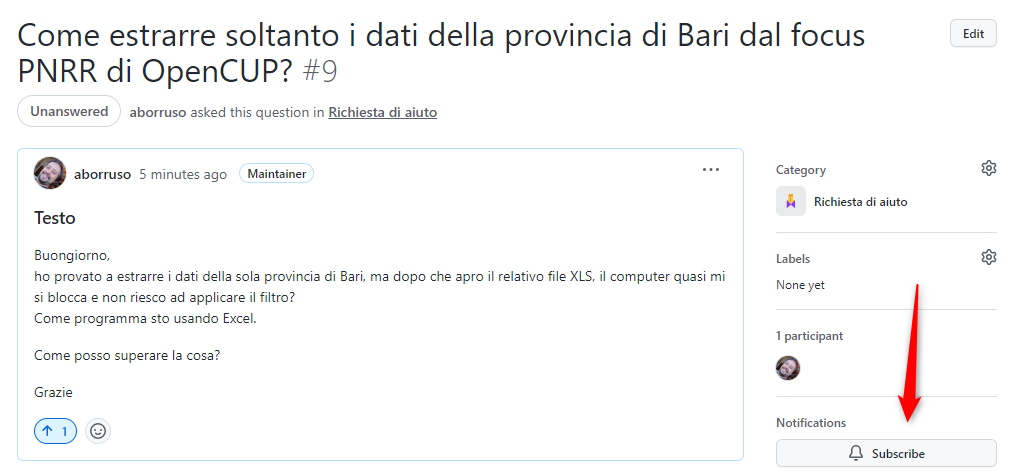 Come estrarre soltanto i dati della provincia di Bari dal focus
PNRR di OpenCUP? #9
Edit
Unanswered
aborruso asked this question in Richiesta di aiuto
aborruso 5 minutes ago Maintainer
Testo
Buongiorno,
ho provato a estrarre i dati della sola provincia di Bari, ma dopo che apro il relativo file XLS, il computer quasi mi
si blocca e non riesco ad applicare il filtro?
Come programma sto usando Excel.
Come posso superare la cosa?
Grazie
1
Category
Richiesta di aiuto
Labels
None yet
1 participant
Notifications
Subscribe